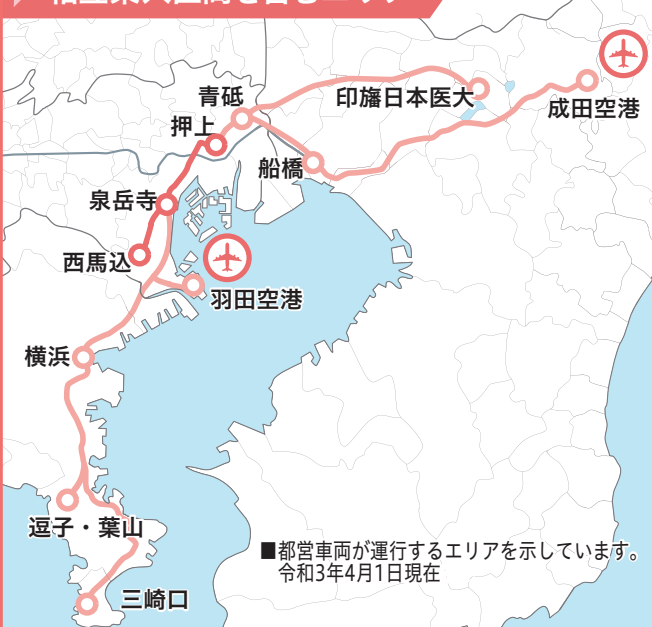 青砥
印旛日本医大
成田空港
押上
船橋
泉岳寺
西馬込
羽田空港
横浜
逗子・葉山
三崎口
■都営車両が運行するエリアを示しています。
令和3年4月1日現在